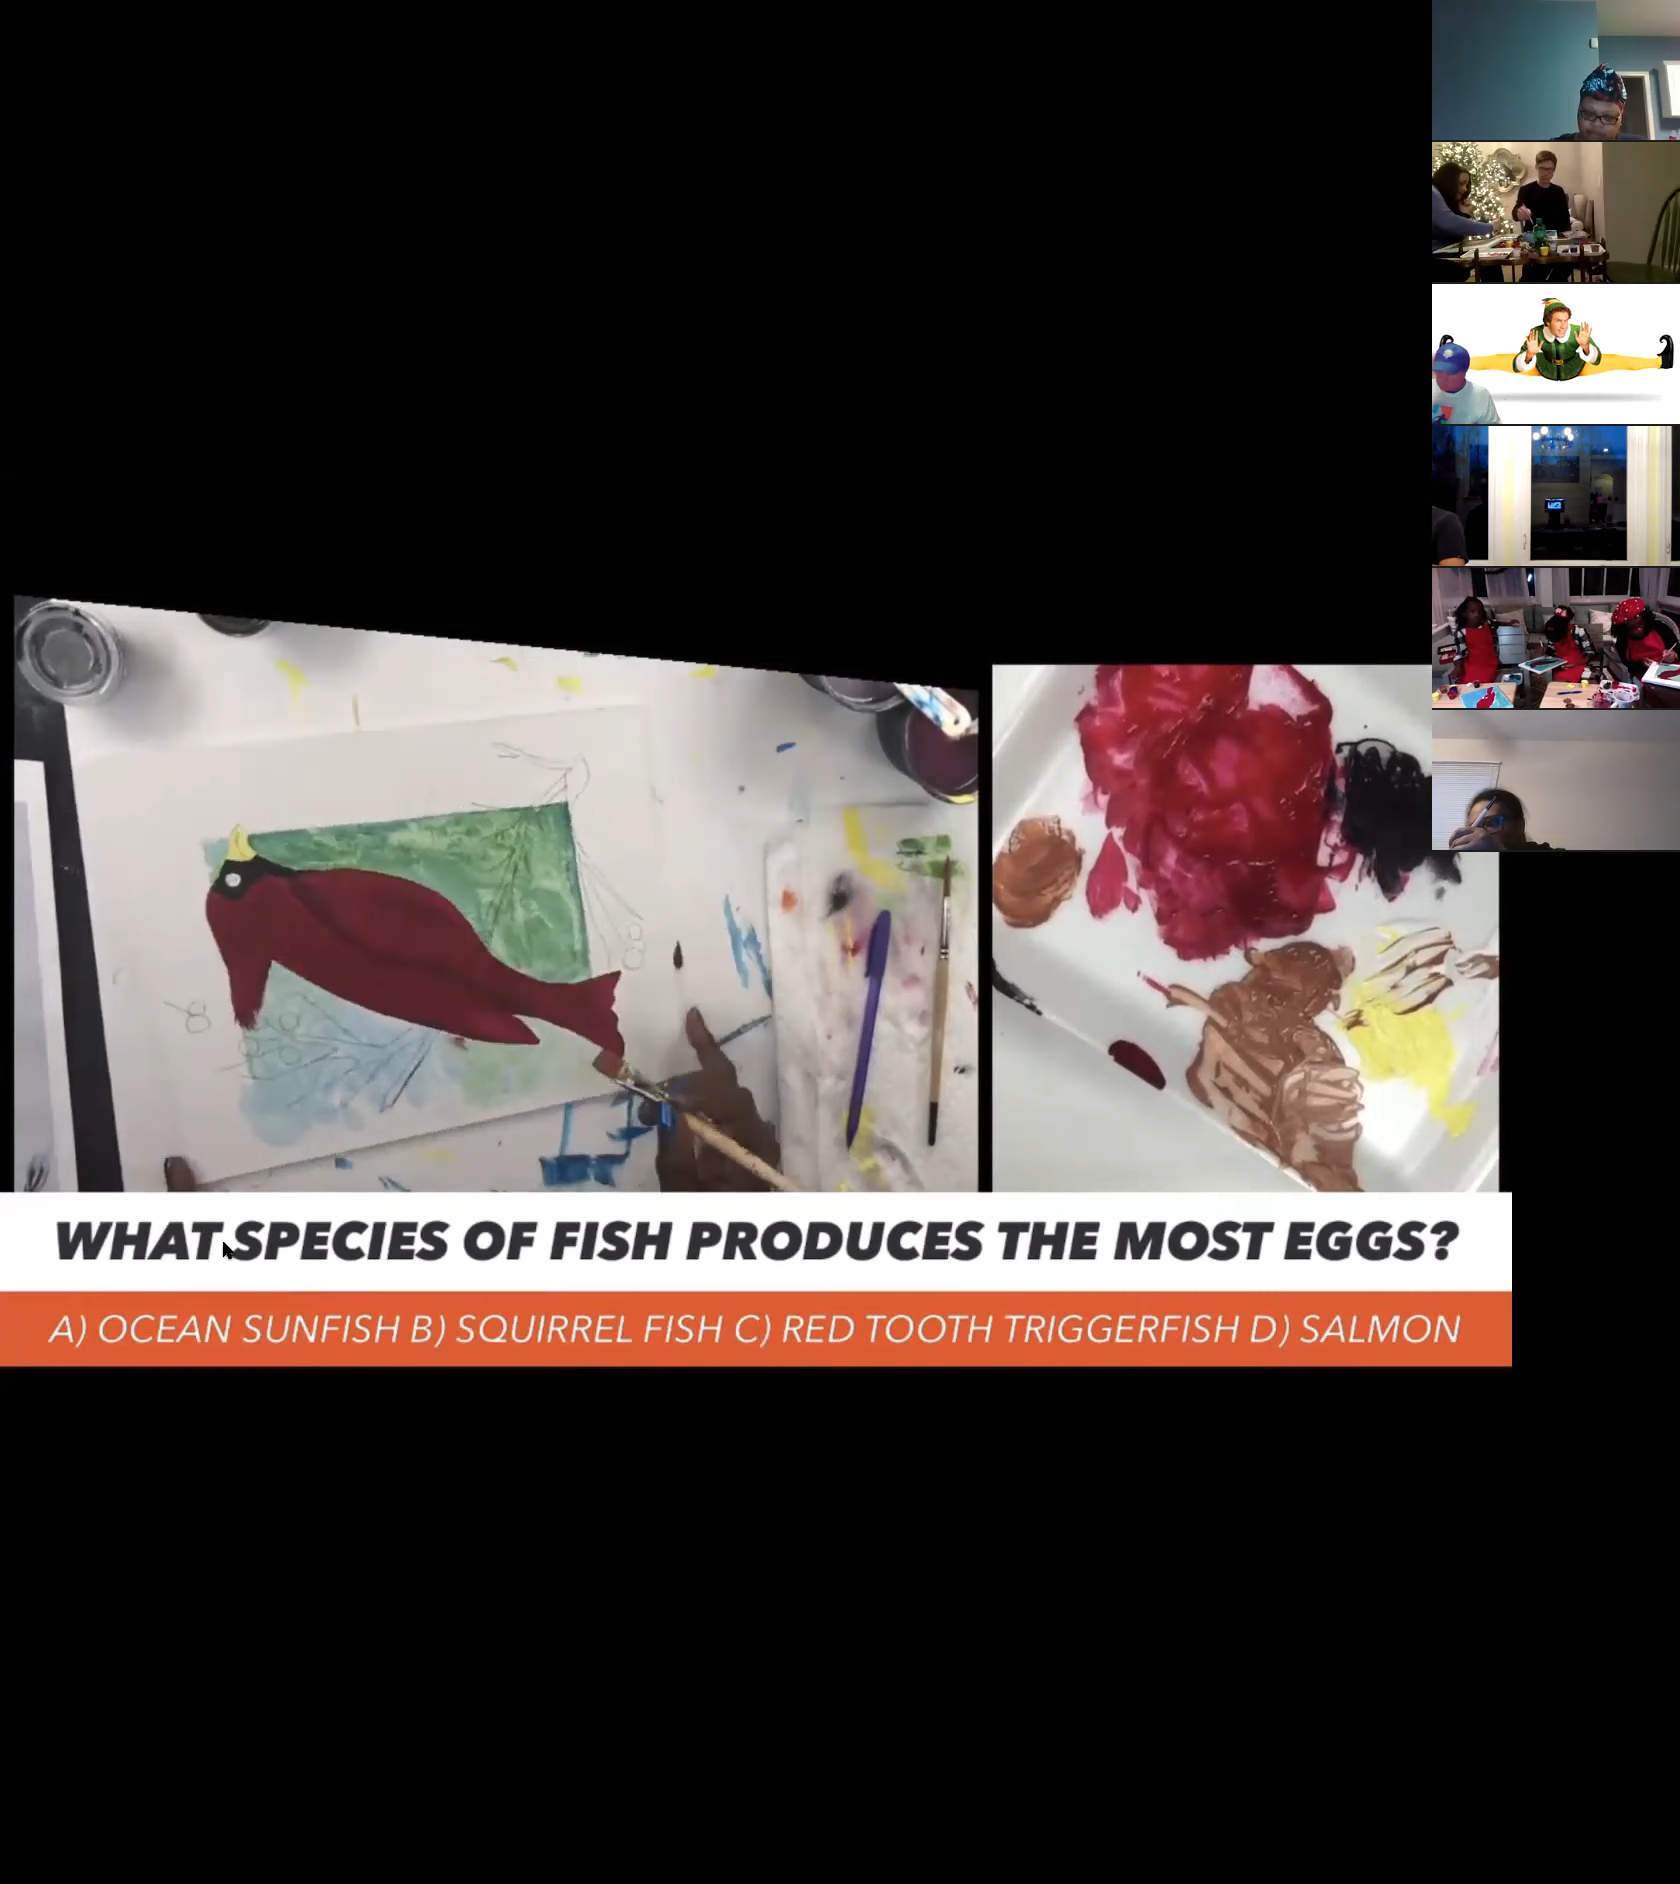 WHAT SPECIES OF FISH PRODUCES THE MOST EGGS?
A) OCEAN SUNFISH B) SQUIRREL FISH C) RED TOOTH TRIGGERFISH D) SALMON